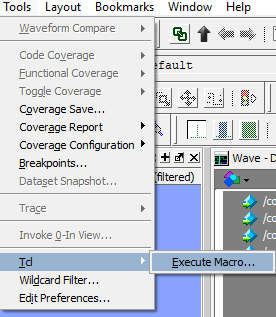 Tools Layout Bookmarks Window
Waveform Compare
Code Coverage
Functional Coverage
Toggle Coverage
Coverage Save...
Coverage Report
Coverage Configuration
Breakpoints...
Dataset Snapshot...
Trace
Invoke 0-In View...
Tcl
Execute Macro...
Wildcard Filter...
Edit Preferences...
efault
(filtered)
Wave - D
/co
/co
/co
/co